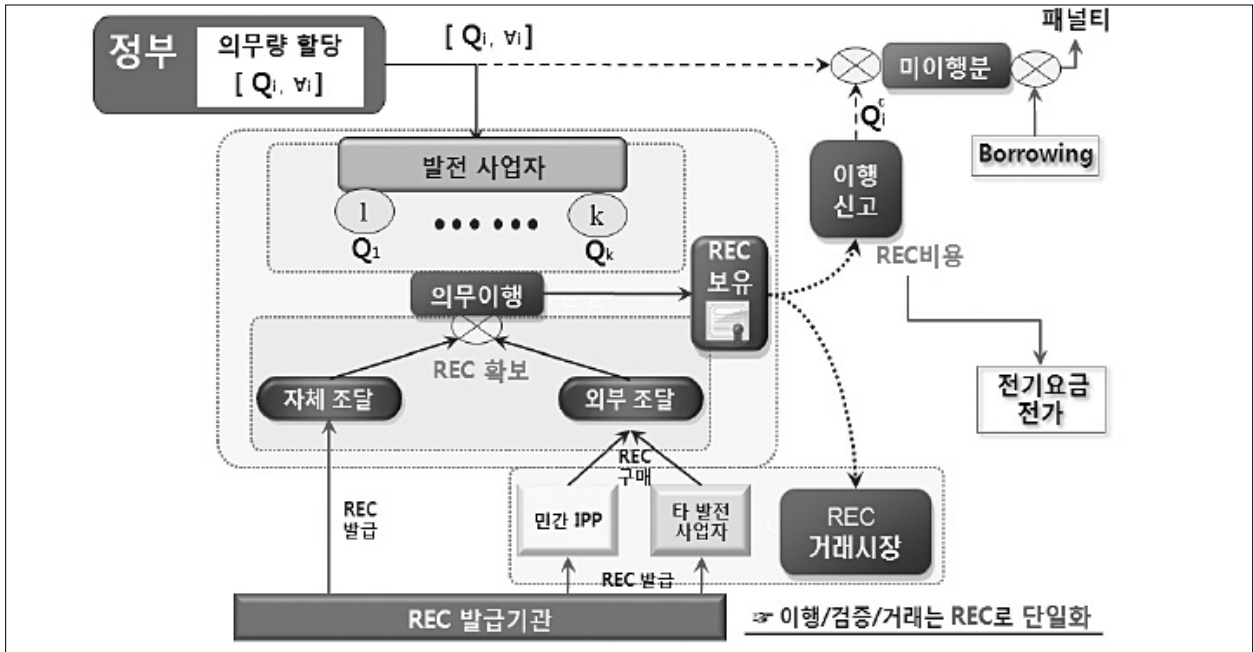 정부
의무량 할당
[ Qi, ∀i]
[ Qi, ∀i]
패널티
미이행분
Qi^c
Borrowing
이행
신고
발전 사업자
1
k
Q1
Qk
REC
보유
REC비용
의무이행
REC 확보
자체 조달
외부 조달
전기요금
전가
REC
구매
REC
발급
민간 IPP
타 발전
사업자
REC
거래시장
REC 발급
REC 발급기관
☞ 이행/검증/거래는 REC로 단일화